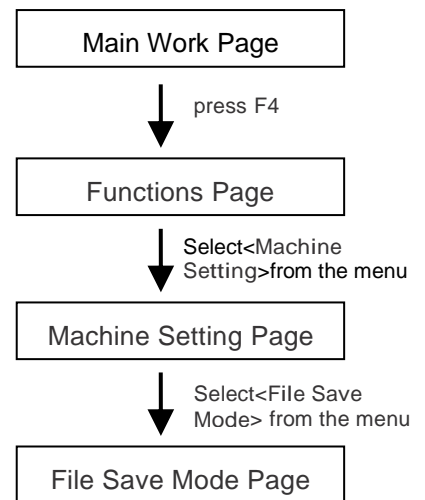 Main Work Page
press F4
Functions Page
Select<Machine
Setting>from the menu
Machine Setting Page
Select<File Save
Mode> from the menu
File Save Mode Page